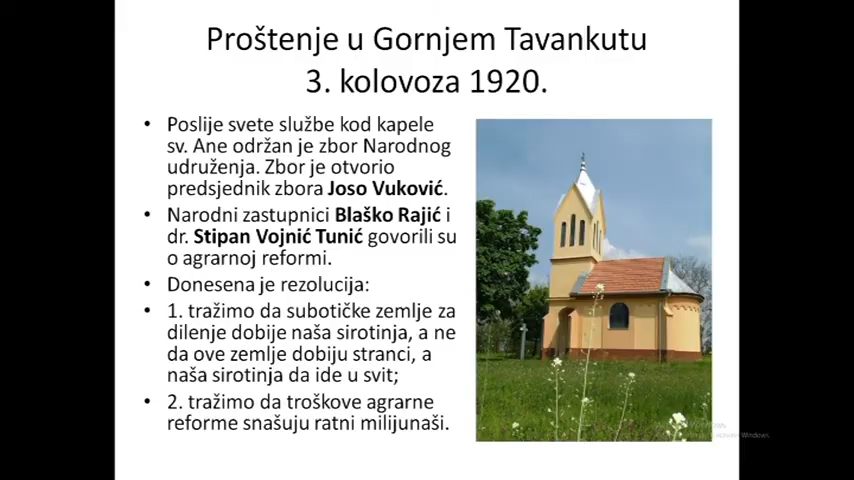 Proštenje u Gornjem Tavankutu
3. kolovoza 1920.
• Poslije svete službe kod kapele
sv. Ane održan je zbor Narodnog
udruženja. Zbor je otvorio
predsjednik zbora Joso Vuković.
• Narodni zastupnici Blaško Rajić i
dr. Stipan Vojnić Tunić govorili su
o agrarnoj reformi.
• Donesena je rezolucija:
• 1. tražimo da subotičke zemlje za
dilenje dobije naša sirotinja, a ne
da ove zemlje dobiju stranci, a
naša sirotinja da ide u svit;
• 2. tražimo da troškove agrarne
reforme snašuju ratni milijunaši.
Windows